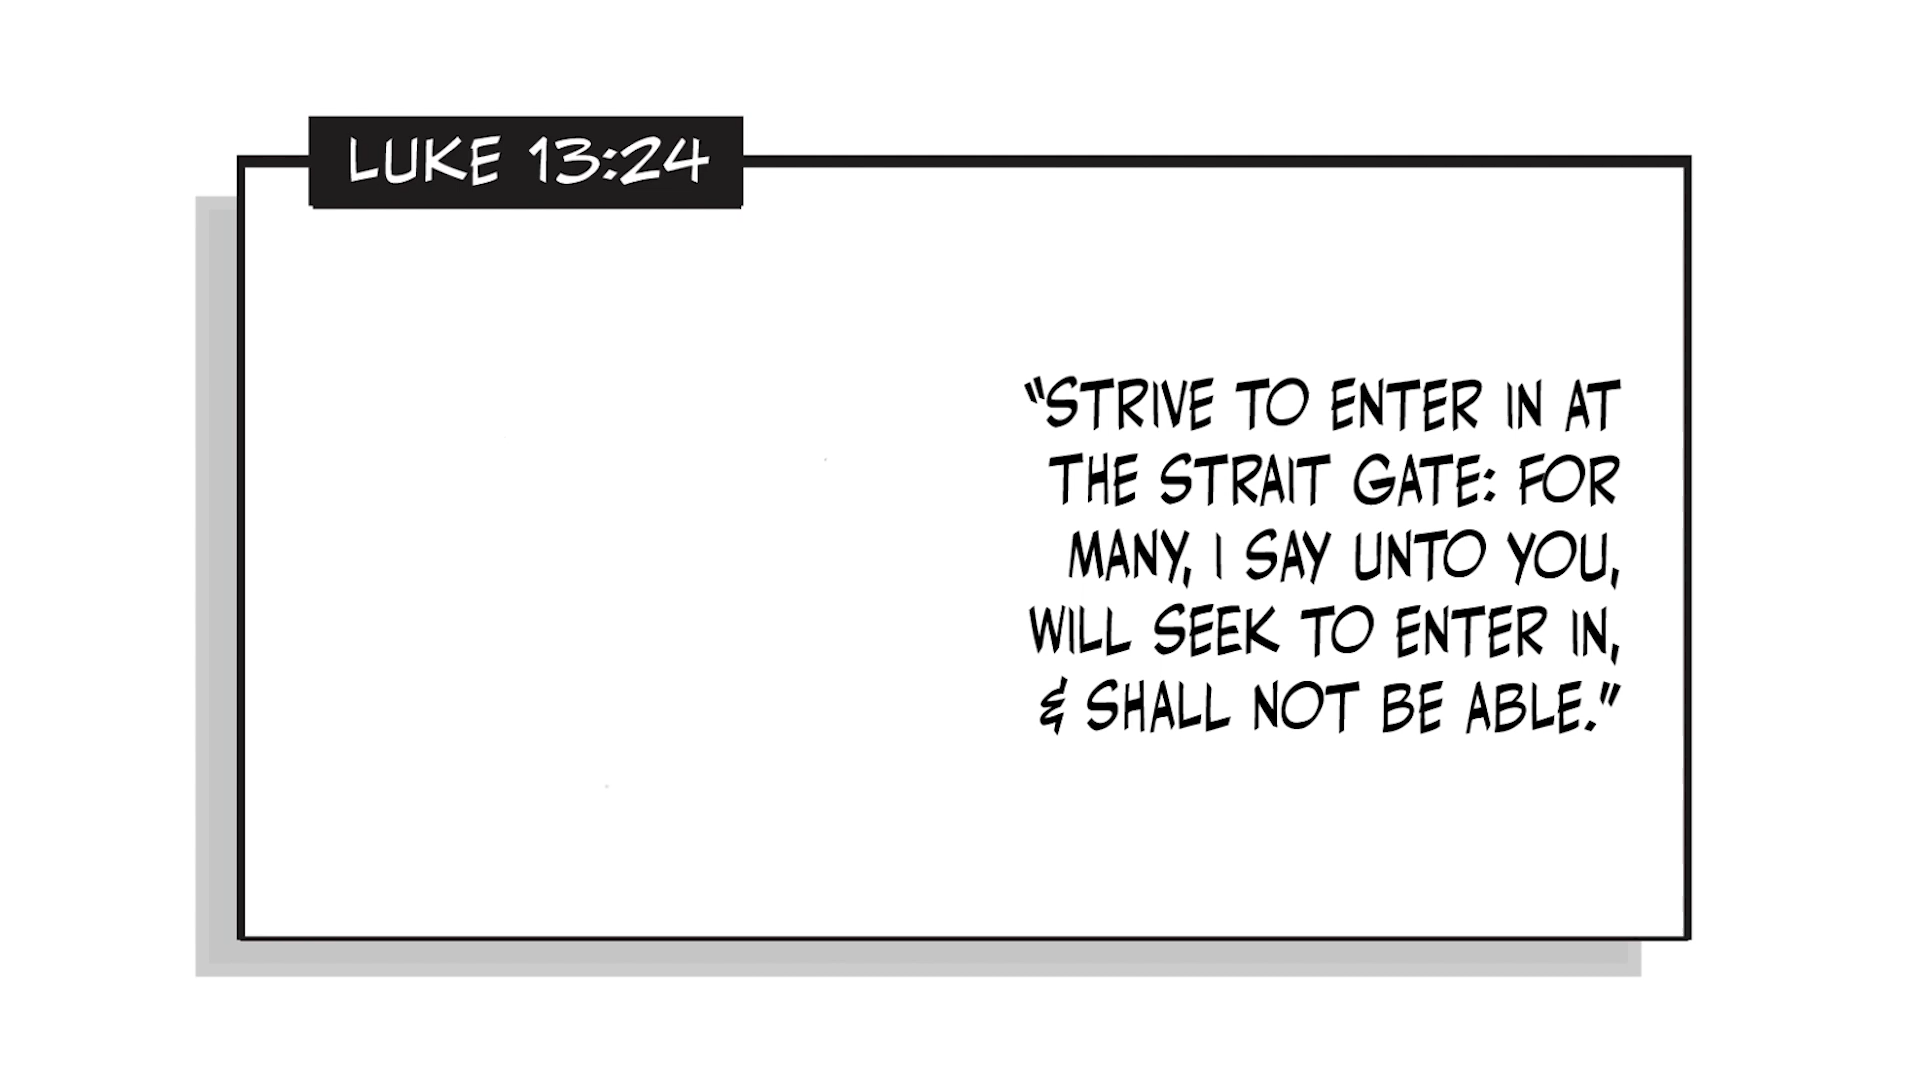 LUKE 13:24
"STRIVE TO ENTER IN AT
THE STRAIT GATE: FOR
MANY, I SAY UNTO YOU,
WILL SEEK TO ENTER IN,
& SHALL NOT BE ABLE."